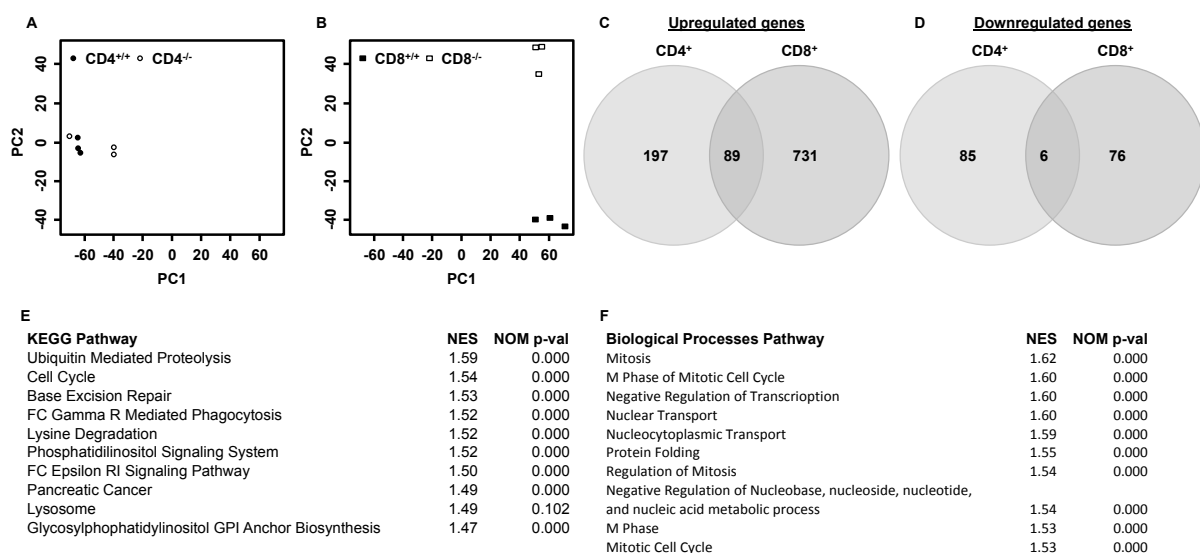 A
CD4+/+ CD4-/-
PC2
40
20
0
-20
-40
-60 -40 -20 0 20 40 60
PC1
B
CD8+/+ CD8-/-
PC2
40
20
0
-20
-40
-60 -40 -20 0 20 40 60
PC1
C
Upregulated genes
CD4+ CD8+
197 89 731
D
Downregulated genes
CD4+ CD8+
85 6 76
E
KEGG Pathway NES NOM p-val
Ubiquitin Mediated Proteolysis 1.59 0.000
Cell Cycle 1.54 0.000
Base Excision Repair 1.53 0.000
FC Gamma R Mediated Phagocytosis 1.52 0.000
Lysine Degradation 1.52 0.000
Phosphatidilinositol Signaling System 1.52 0.000
FC Epsilon RI Signaling Pathway 1.50 0.000
Pancreatic Cancer 1.49 0.000
Lysosome 1.49 0.102
Glycosylphophatidylinositol GPI Anchor Biosynthesis 1.47 0.000
F
Biological Processes Pathway NES NOM p-val
Mitosis 1.62 0.000
M Phase of Mitotic Cell Cycle 1.60 0.000
Negative Regulation of Transcrioption 1.60 0.000
Nuclear Transport 1.60 0.000
Nucleocytoplasmic Transport 1.59 0.000
Protein Folding 1.55 0.000
Regulation of Mitosis 1.54 0.000
Negative Regulation of Nucleobase, nucleoside, nucleotide,
and nucleic acid metabolic process 1.54 0.000
M Phase 1.53 0.000
Mitotic Cell Cycle 1.53 0.000